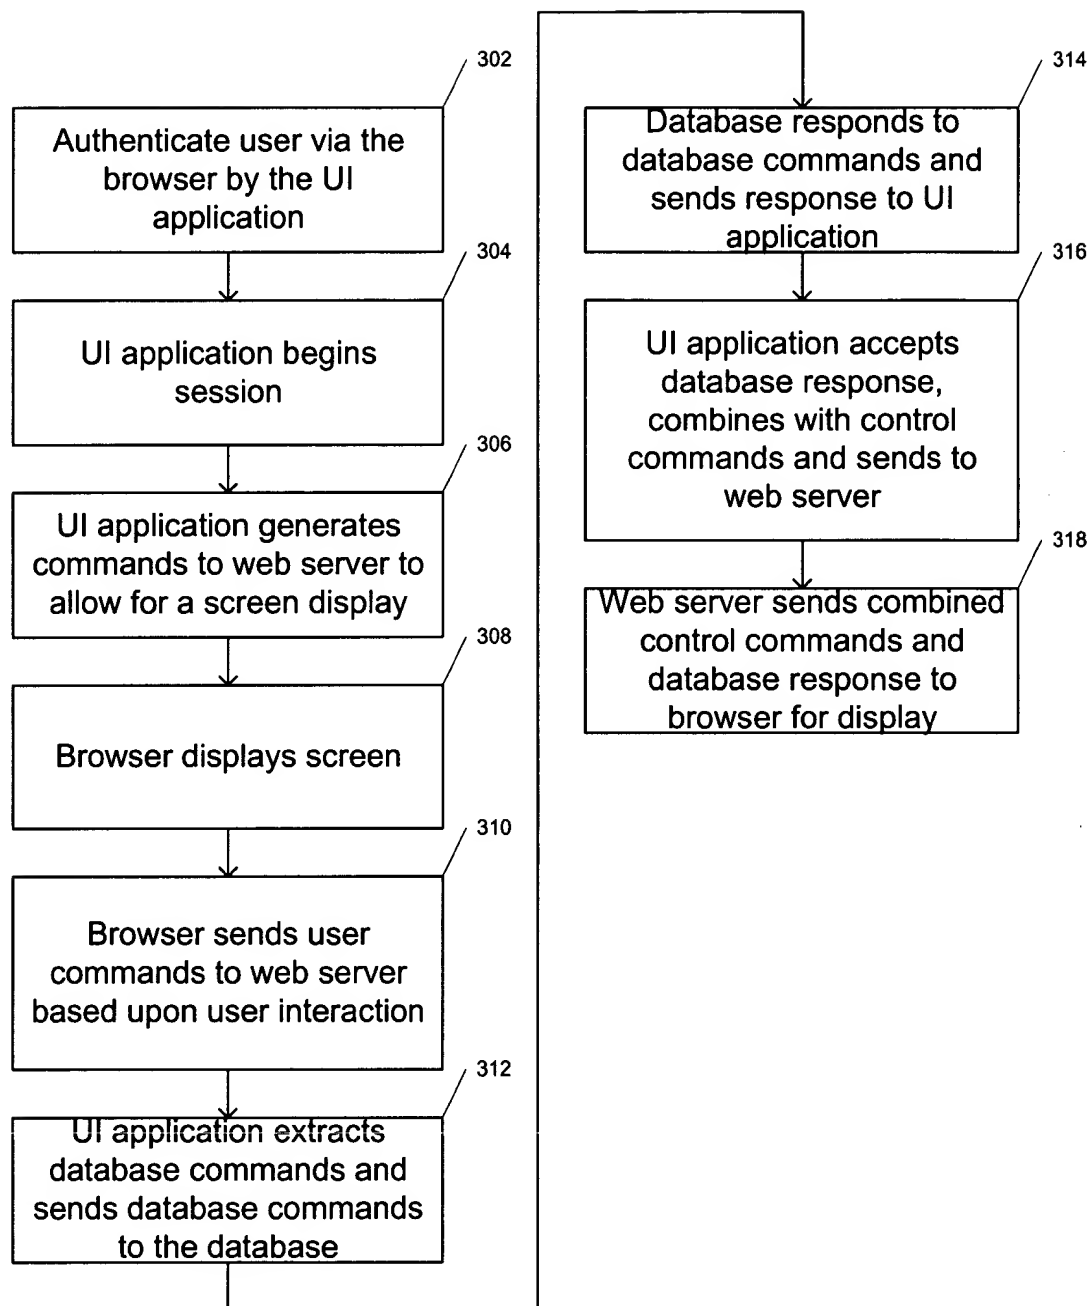 302
Authenticate user via the
browser by the UI
application
304
UI application begins
session
306
UI application generates
commands to web server to
allow for a screen display
308
Browser displays screen
310
Browser sends user
commands to web server
based upon user interaction
312
UI application extracts
database commands and
sends database commands
to the database
314
Database responds to
database commands and
sends response to UI
application
316
UI application accepts
database response,
combines with control
commands and sends to
web server
318
Web server sends combined
control commands and
database response to
browser for display